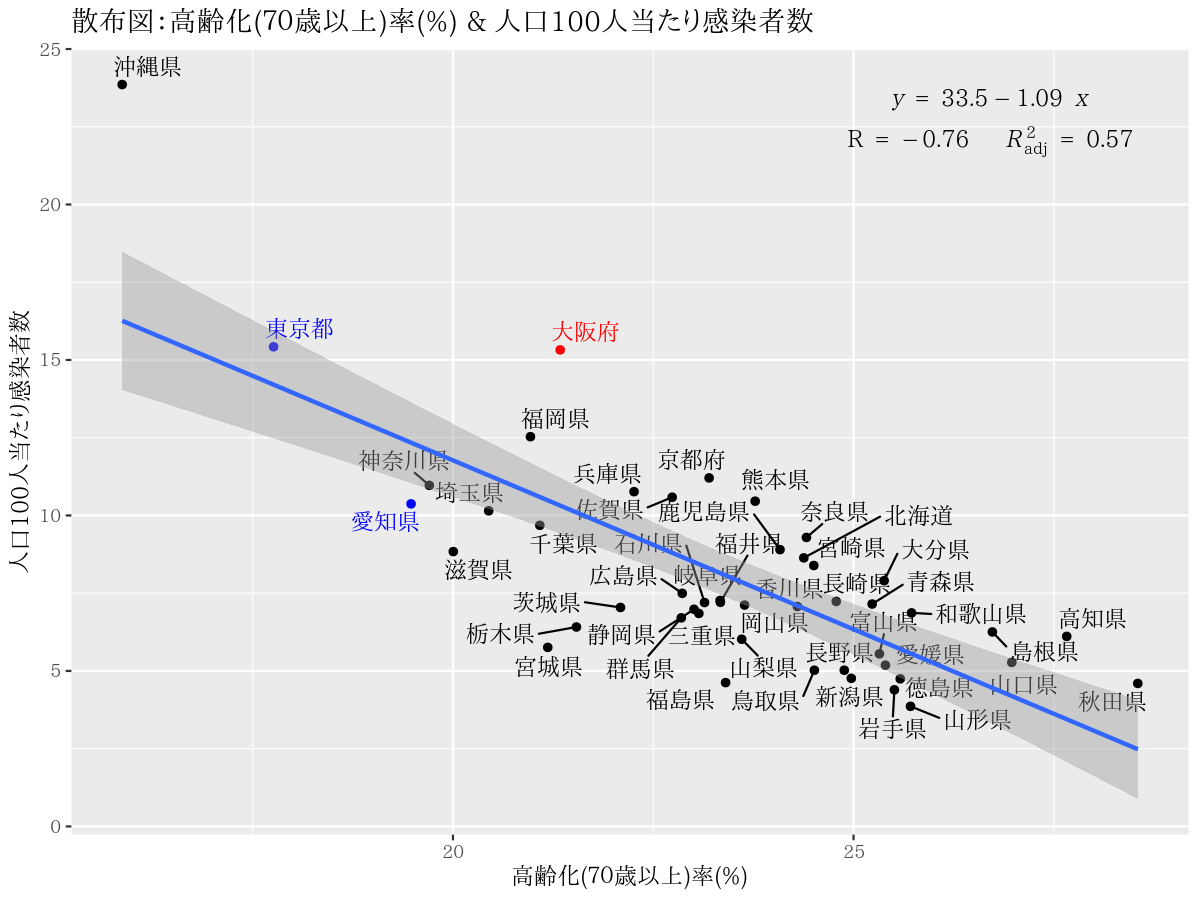 散布図:高齢化(70歳以上)率(%) & 人口100人当たり感染者数
人口100人当たり感染者数
25
20
15
10
5
0
y = 33.5 − 1.09 x
R = −0.76 R²adj = 0.57
沖縄県
東京都
大阪府
福岡県
神奈川県
埼玉県
兵庫県
京都府
熊本県
愛知県
佐賀県
鹿児島県
奈良県
北海道
千葉県
石川県
福井県
宮崎県
大分県
滋賀県
広島県
岐阜県
香川県
長崎県
青森県
茨城県
岡山県
富山県
和歌山県
高知県
栃木県
静岡県
三重県
島根県
宮城県
群馬県
山梨県
長野県
愛媛県
福島県
鳥取県
新潟県
徳島県
山口県
秋田県
岩手県
山形県
20
25
高齢化(70歳以上)率(%)